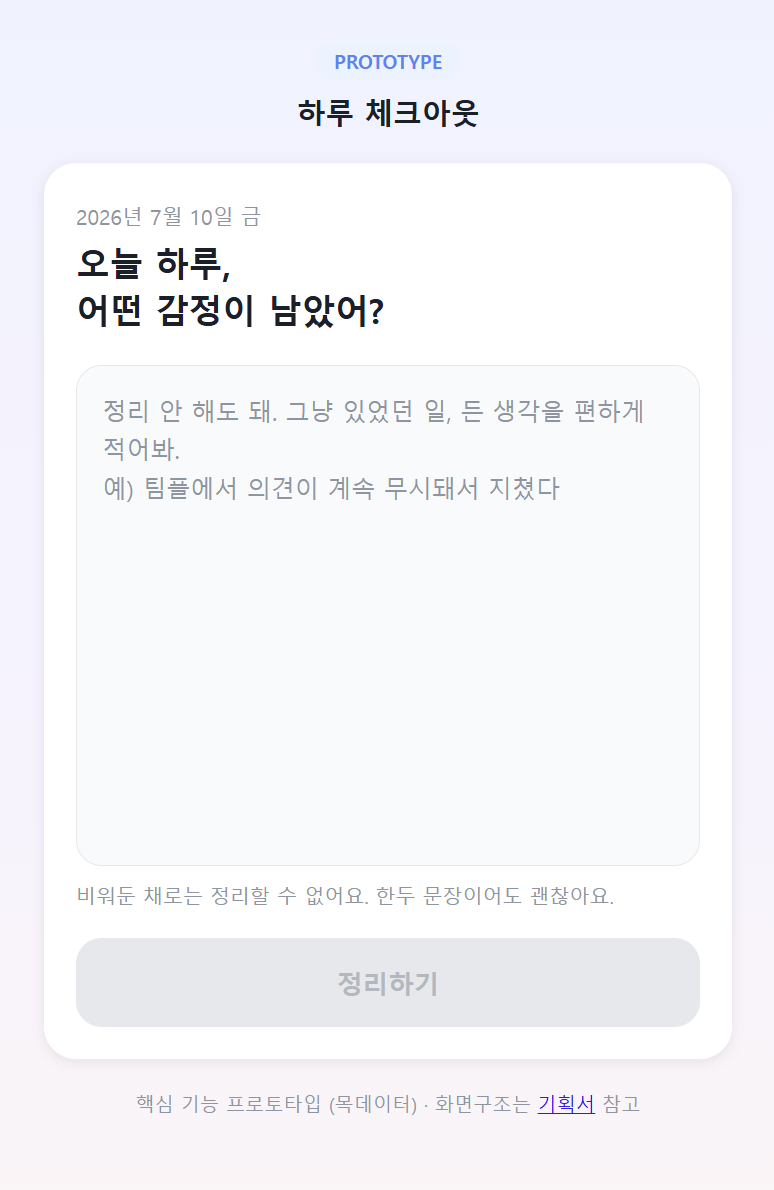 PROTOTYPE
하루 체크아웃
2026년 7월 10일 금
오늘 하루,
어떤 감정이 남았어?
정리 안 해도 돼. 그냥 있었던 일, 든 생각을 편하게
적어봐.
예) 팀플에서 의견이 계속 무시돼서 지쳤다
비워둔 채로는 정리할 수 없어요. 한두 문장이어도 괜찮아요.
정리하기
핵심 기능 프로토타입 (목데이터) · 화면구조는 기획서 참고